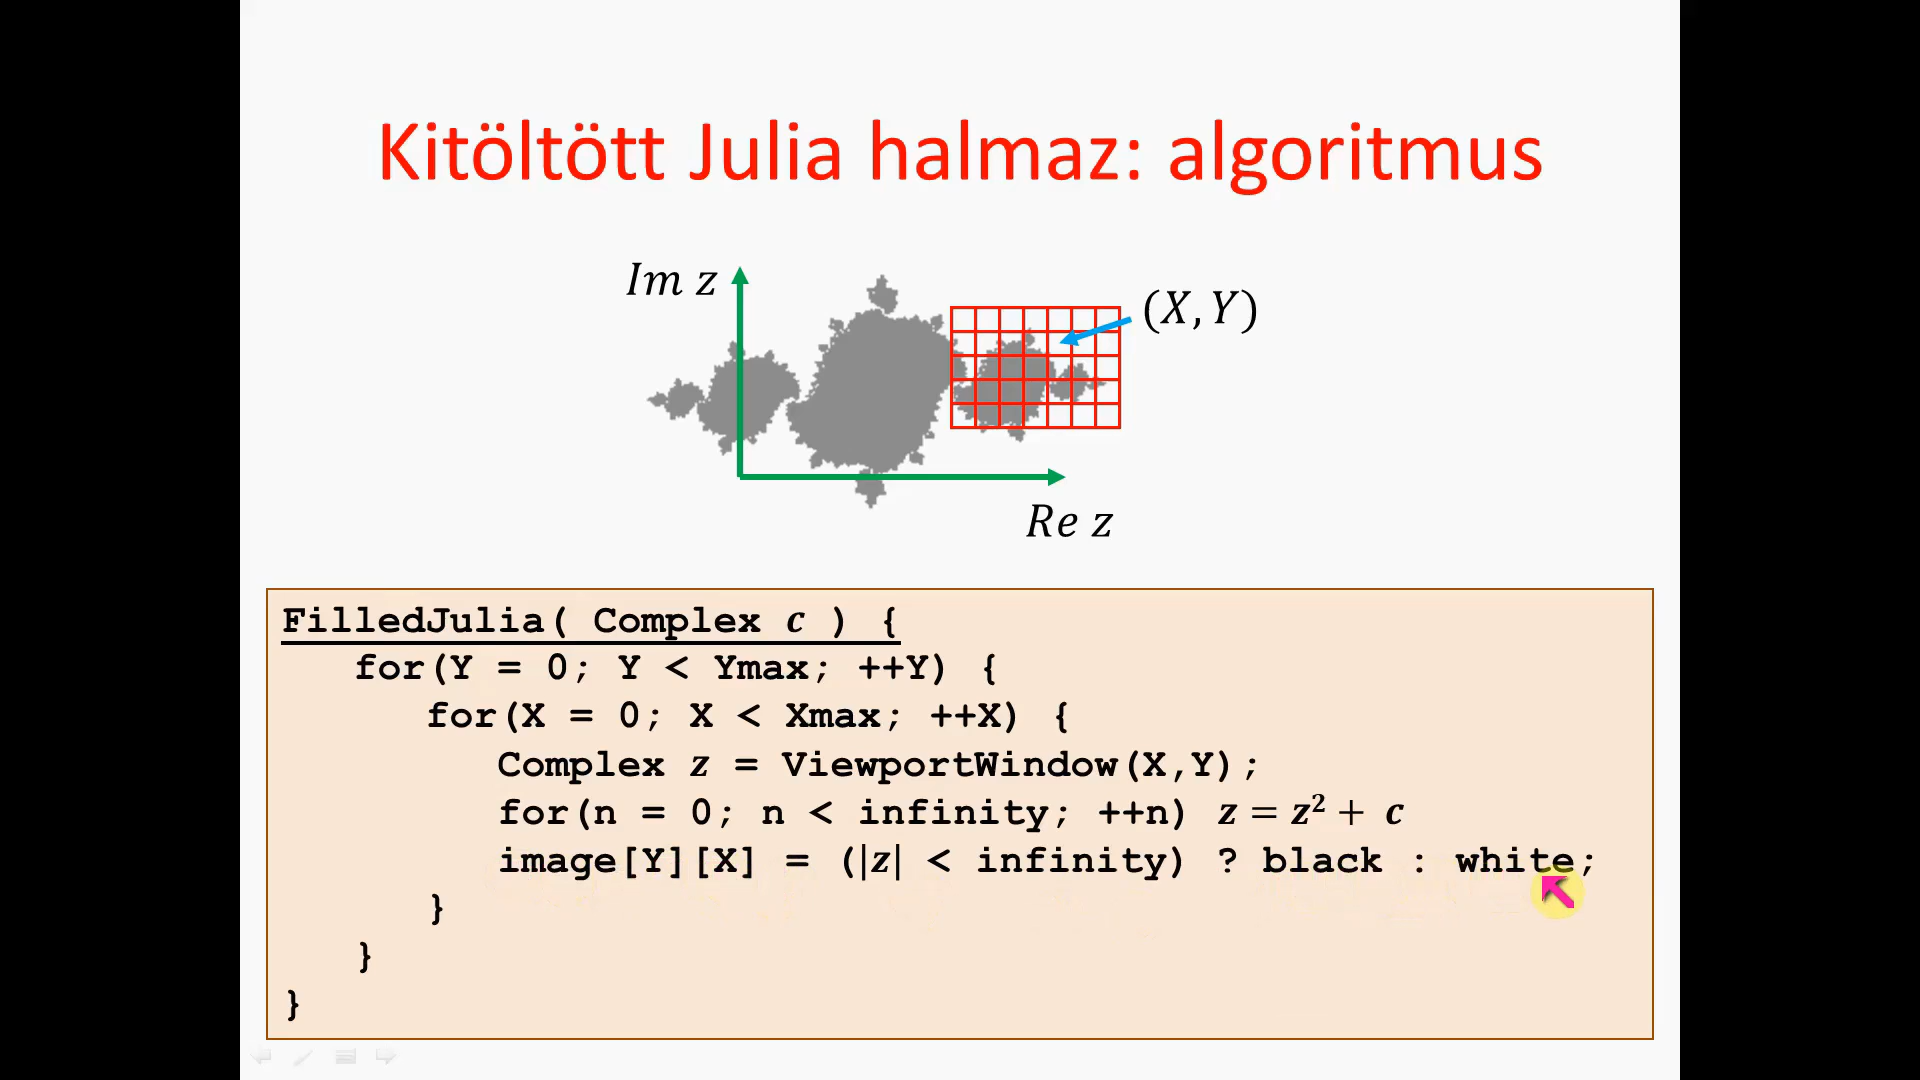 Kitöltött Julia halmaz: algoritmus
Im z
(X, Y)
Re z
FilledJulia( Complex c ) {
for(Y = 0; Y < Ymax; ++Y) {
for(X = 0; X < Xmax; ++X) {
Complex z = ViewportWindow(X,Y);
for(n = 0; n < infinity; ++n) z = z² + c
image[Y][X] = (|z| < infinity) ? black : white;
}
}
}